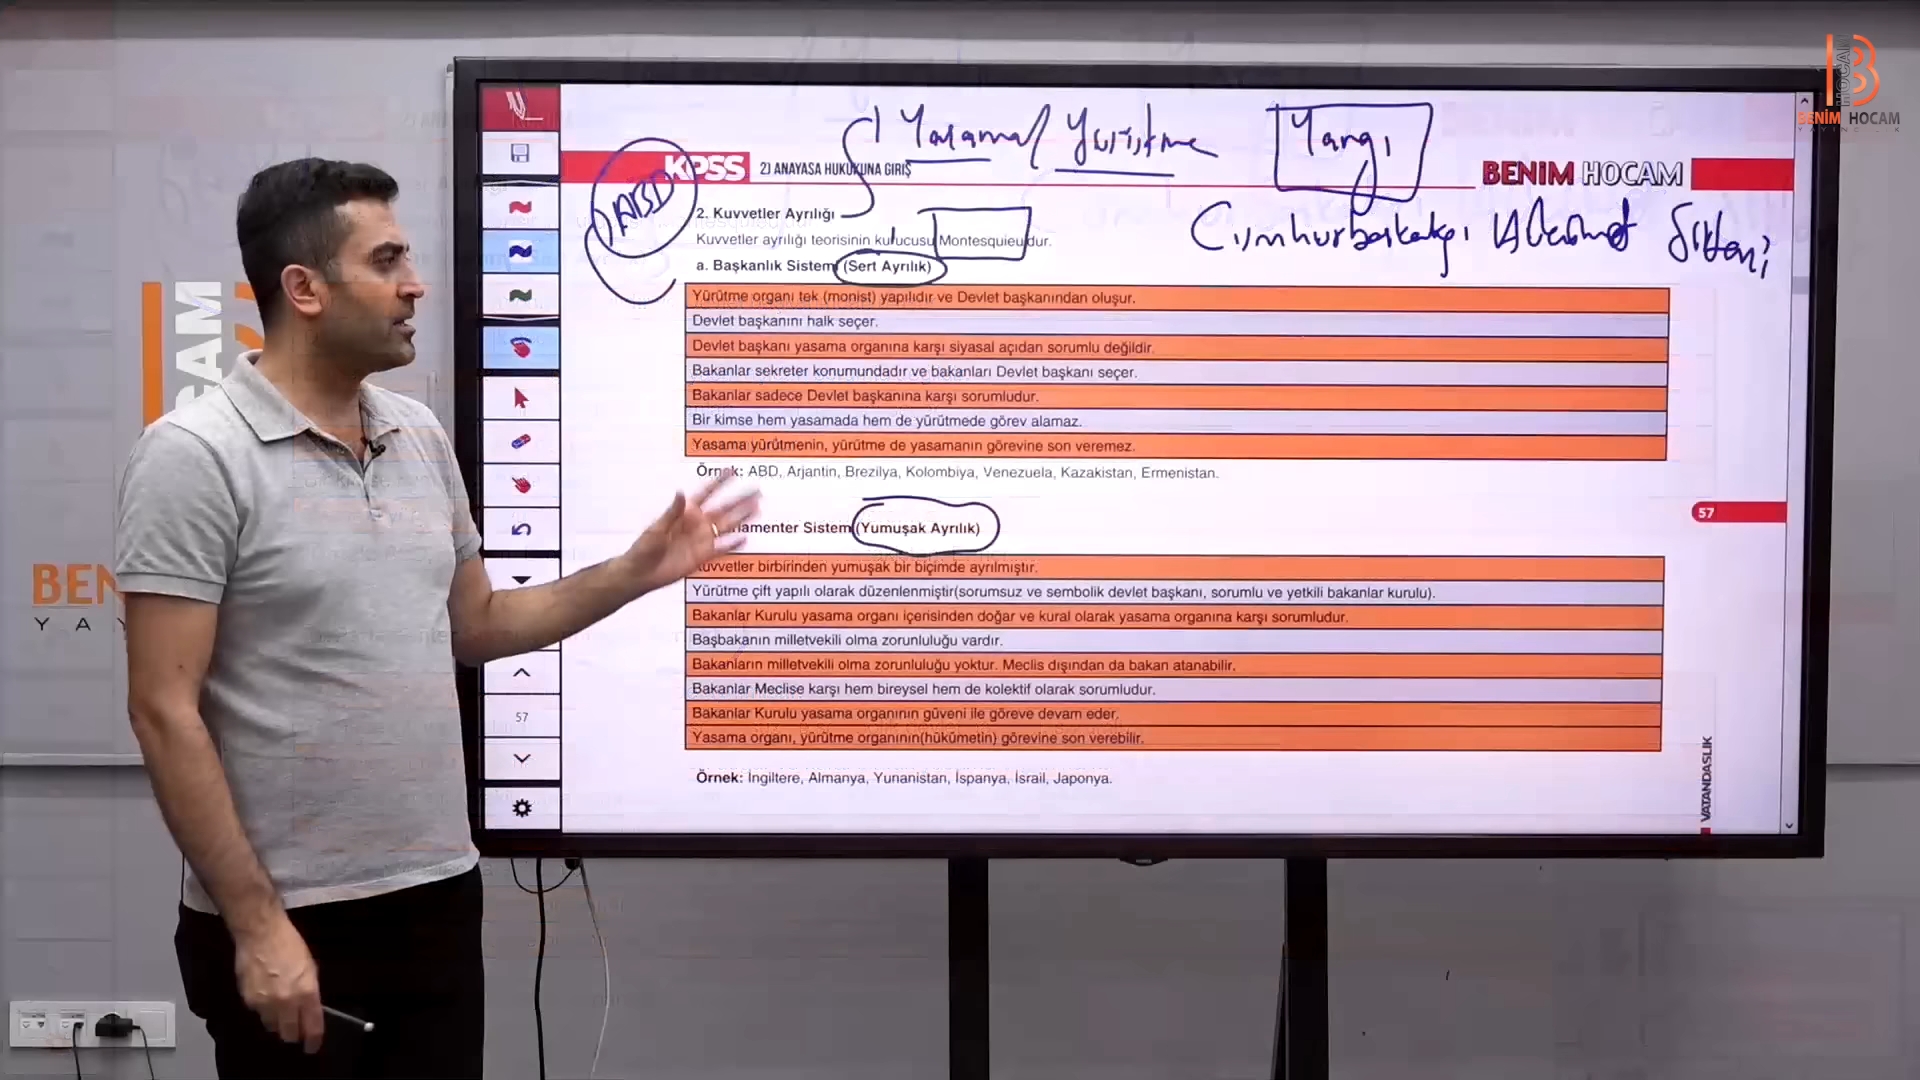 Yasama Yürütme Yargı
HOCAM
BENİM HOCAM
KPSS 2) ANAYASA HUKUKUNA GİRİŞ
BENİM HOCAM
ABD
2. Kuvvetler Ayrılığı
Cumhurbaşkanlığı Hükümet Sistemi
Kuvvetler ayrılığı teorisinin kurucusu Montesquieu'dur.
a. Başkanlık Sistemi (Sert Ayrılık)
Yürütme organı tek (monist) yapılıdır ve Devlet başkanından oluşur.
Devlet başkanını halk seçer.
Devlet başkanı yasama organına karşı siyasal açıdan sorumlu değildir.
Bakanlar sekreter konumundadır ve bakanları Devlet başkanı seçer.
Bakanlar sadece Devlet başkanına karşı sorumludur.
Bir kimse hem yasamada hem de yürütmede görev alamaz.
Yasama yürütmenin, yürütme de yasamanın görevine son veremez.
Örnek: ABD, Arjantin, Brezilya, Kolombiya, Venezuela, Kazakistan, Ermenistan.
57
lamenter Sistem (Yumuşak Ayrılık)
Kuvvetler birbirinden yumuşak bir biçimde ayrılmıştır.
Yürütme çift yapılı olarak düzenlenmiştir(sorumsuz ve sembolik devlet başkanı, sorumlu ve yetkili bakanlar kurulu).
Bakanlar Kurulu yasama organı içerisinden doğar ve kural olarak yasama organına karşı sorumludur.
Başbakanın milletvekili olma zorunluluğu vardır.
Bakanların milletvekili olma zorunluluğu yoktur. Meclis dışından da bakan atanabilir.
Bakanlar Meclise karşı hem bireysel hem de kolektif olarak sorumludur.
Bakanlar Kurulu yasama organının güveni ile göreve devam eder.
Yasama organı, yürütme organının(hükümetin) görevine son verebilir.
Örnek: İngiltere, Almanya, Yunanistan, İspanya, İsrail, Japonya.
57
VATANDAŞLIK
CAM
BEN
YAY